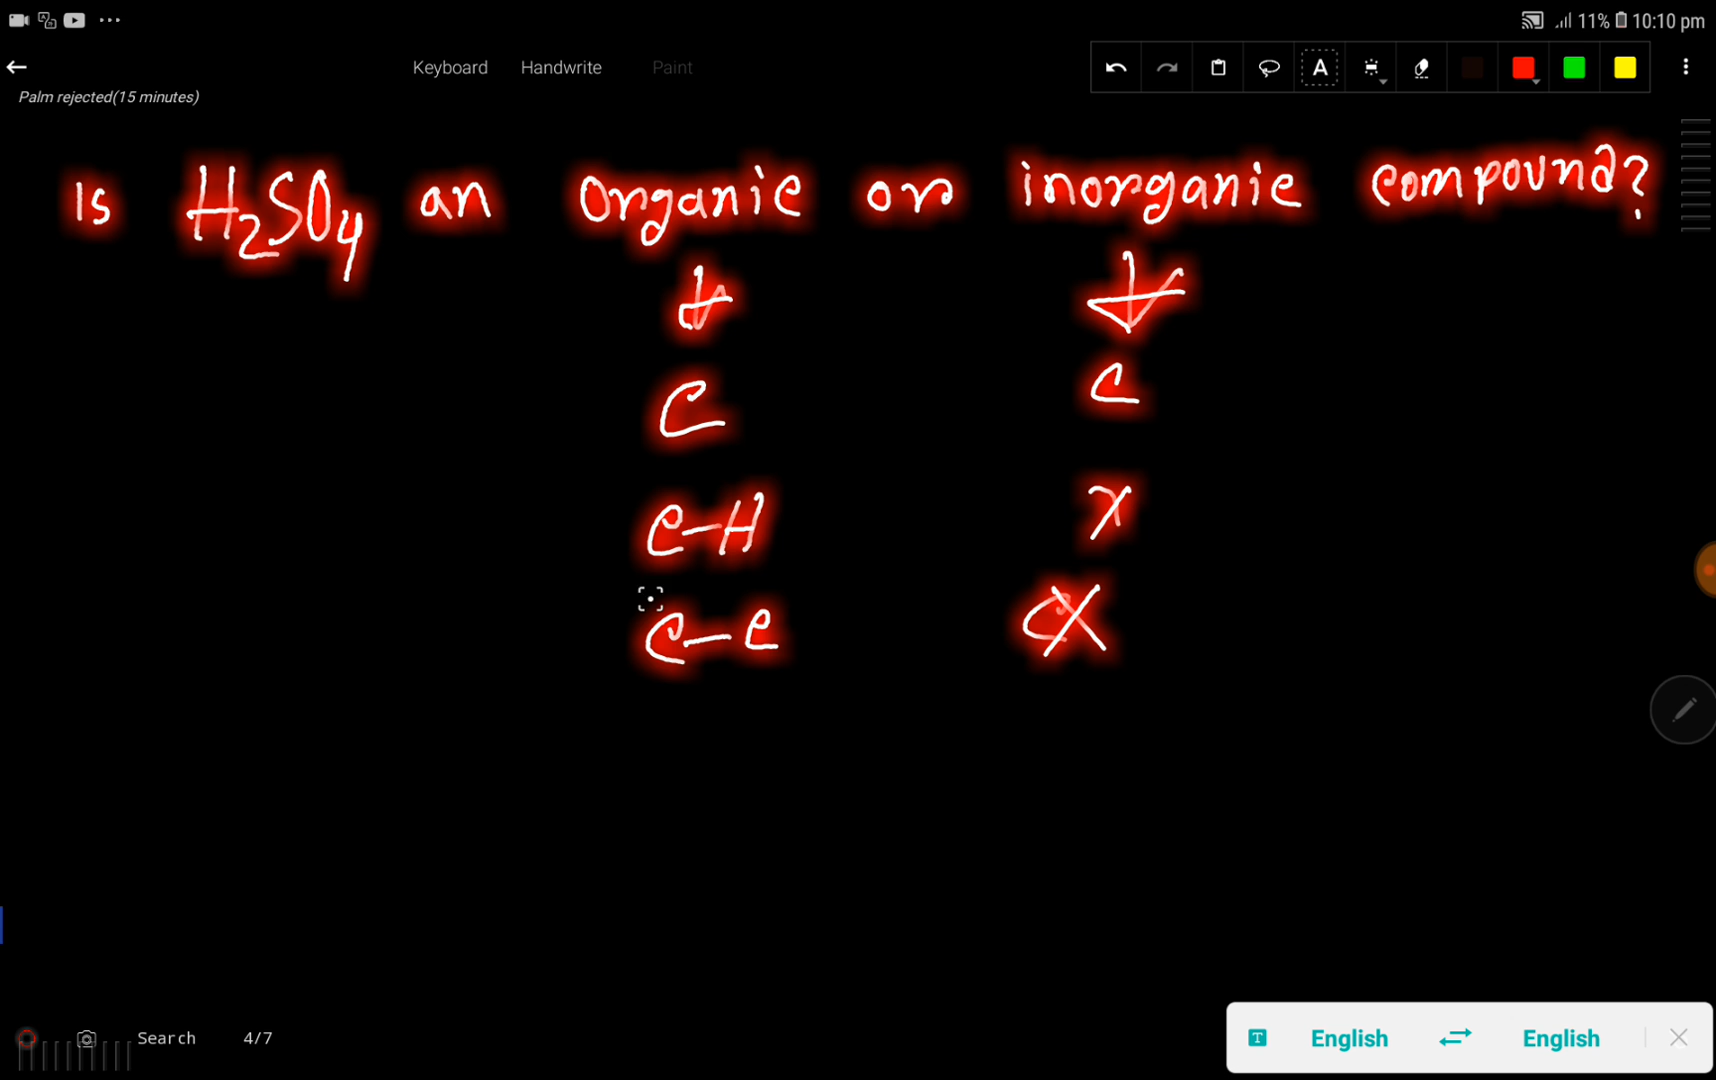 11% 10:10 pm
Keyboard Handwrite Paint
A
Palm rejected(15 minutes)
Is H2SO4 an organic or inorganic compound?
C C
C-H X
C-C
Search 4/7
T English English